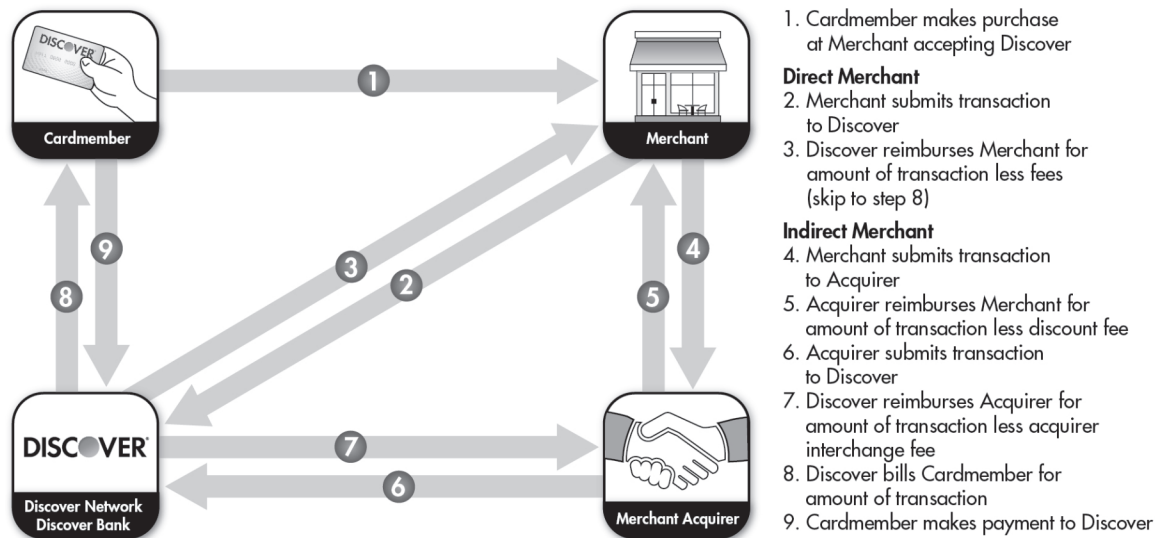 DISCOVER
Cardmember
Merchant
1
2
3
4
5
6
7
8
9
DISCOVER®
Discover Network
Discover Bank
Merchant Acquirer
1. Cardmember makes purchase
at Merchant accepting Discover
Direct Merchant
2. Merchant submits transaction
to Discover
3. Discover reimburses Merchant for
amount of transaction less fees
(skip to step 8)
Indirect Merchant
4. Merchant submits transaction
to Acquirer
5. Acquirer reimburses Merchant for
amount of transaction less discount fee
6. Acquirer submits transaction
to Discover
7. Discover reimburses Acquirer for
amount of transaction less acquirer
interchange fee
8. Discover bills Cardmember for
amount of transaction
9. Cardmember makes payment to Discover